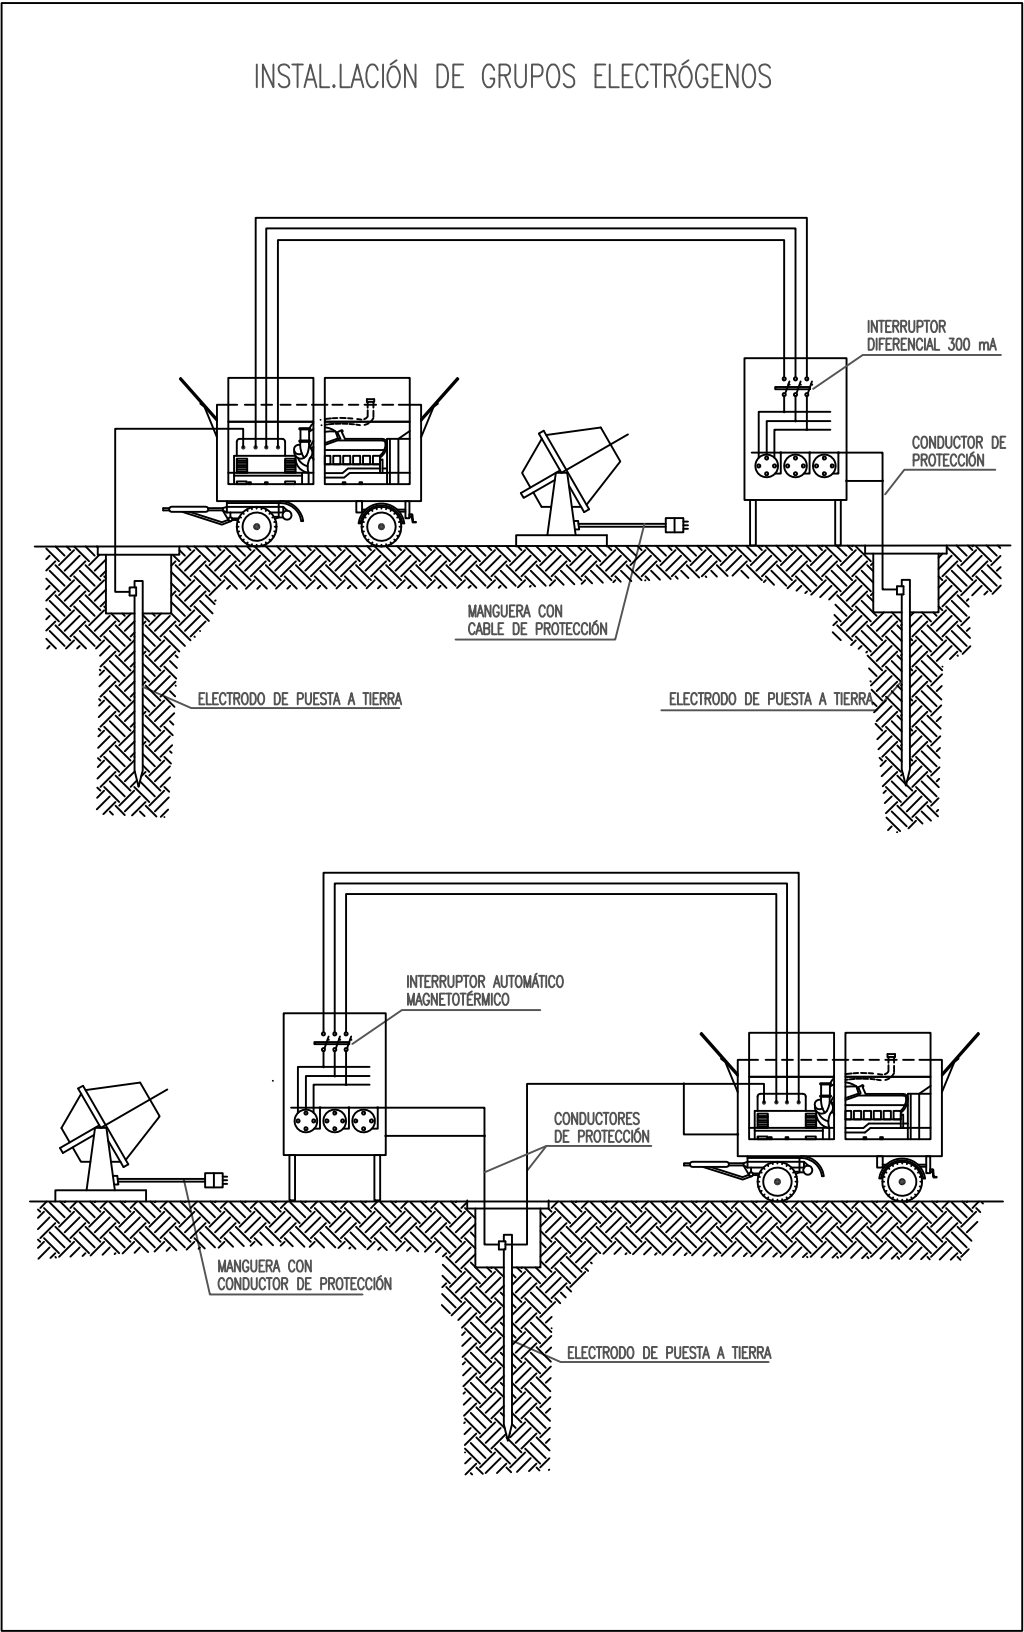 INSTAL.LACIÓN DE GRUPOS ELECTRÓGENOS
INTERRUPTOR
DIFERENCIAL 300 mA
CONDUCTOR DE
PROTECCIÓN
MANGUERA CON
CABLE DE PROTECCIÓN
ELECTRODO DE PUESTA A TIERRA
ELECTRODO DE PUESTA A TIERRA
INTERRUPTOR AUTOMÁTICO
MAGNETOTÉRMICO
CONDUCTORES
DE PROTECCIÓN
MANGUERA CON
CONDUCTOR DE PROTECCIÓN
ELECTRODO DE PUESTA A TIERRA